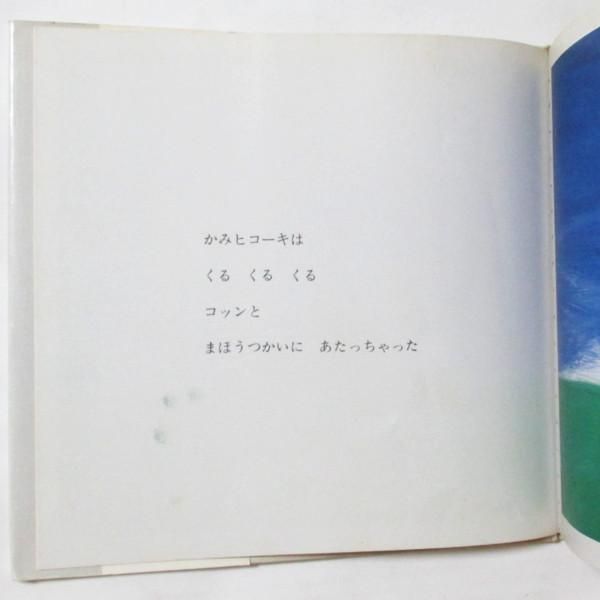 かみヒコーキは
くる　くる　くる
コッンと
まほうつかいに　あたっちゃった